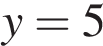 y = 5